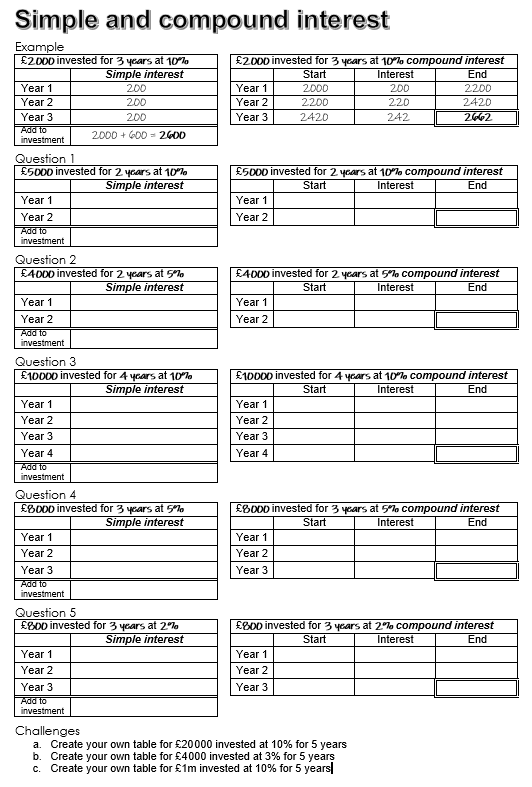 Simple and compound interest
Example
£2000 invested for 3 years at 10%
Simple interest
Year 1 200
Year 2 200
Year 3 200
Add to investment 2000 + 600 = 2600
£2000 invested for 3 years at 10% compound interest
Start Interest End
Year 1 2000 200 2200
Year 2 2200 220 2420
Year 3 2420 242 2662
Question 1
£5000 invested for 2 years at 10%
Simple interest
Year 1
Year 2
Add to investment
£5000 invested for 2 years at 10% compound interest
Start Interest End
Year 1
Year 2
Question 2
£4000 invested for 2 years at 5%
Simple interest
Year 1
Year 2
Add to investment
£4000 invested for 2 years at 5% compound interest
Start Interest End
Year 1
Year 2
Question 3
£10000 invested for 4 years at 10%
Simple interest
Year 1
Year 2
Year 3
Year 4
Add to investment
£10000 invested for 4 years at 10% compound interest
Start Interest End
Year 1
Year 2
Year 3
Year 4
Question 4
£8000 invested for 3 years at 5%
Simple interest
Year 1
Year 2
Year 3
Add to investment
£8000 invested for 3 years at 5% compound interest
Start Interest End
Year 1
Year 2
Year 3
Question 5
£800 invested for 3 years at 2%
Simple interest
Year 1
Year 2
Year 3
Add to investment
£800 invested for 3 years at 2% compound interest
Start Interest End
Year 1
Year 2
Year 3
Challenges
a. Create your own table for £20000 invested at 10% for 5 years
b. Create your own table for £4000 invested at 3% for 5 years
c. Create your own table for £1m invested at 10% for 5 years